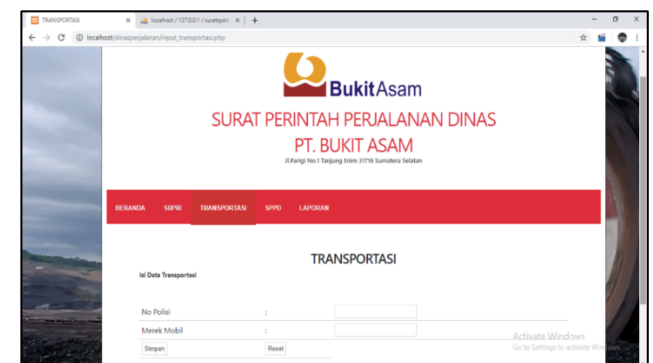 TRANSPORTASI
localhost / 127.0.0.1 / suratspd/
localhost/dinasperjalanan/input_transportasi.php
BukitAsam
SURAT PERINTAH PERJALANAN DINAS
PT. BUKIT ASAM
Jl.Parigi No.1 Tanjung Enim 31716 Sumatera Selatan
BERANDA SUPIR TRANSPORTASI SPPD LAPORAN
TRANSPORTASI
Isi Data Transportasi
No Polisi :
Merek Mobil :
Simpan Reset
Activate Windows
Go to Settings to activate Windows